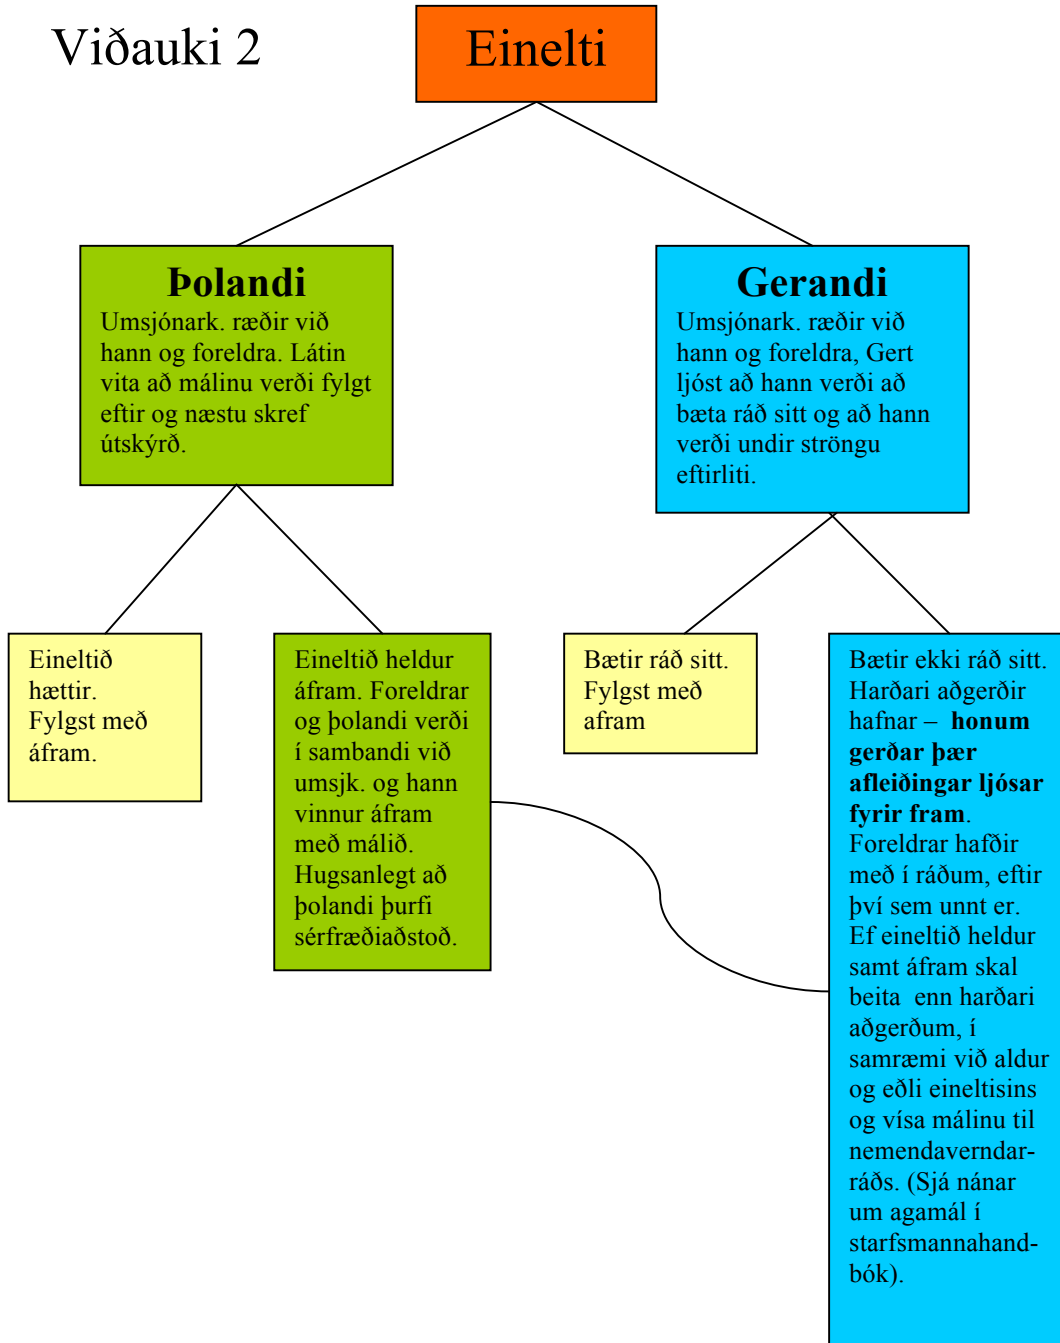 Viðauki 2
Einelti
Þolandi
Umsjónark. ræðir við
hann og foreldra. Látin
vita að málinu verði fylgt
eftir og næstu skref
útskýrð.
Gerandi
Umsjónark. ræðir við
hann og foreldra, Gert
ljóst að hann verði að
bæta ráð sitt og að hann
verði undir ströngu
eftirliti.
Eineltið
hættir.
Fylgst með
áfram.
Eineltið heldur
áfram. Foreldrar
og þolandi verði
í sambandi við
umsjk. og hann
vinnur áfram
með málið.
Hugsanlegt að
þolandi þurfi
sérfræðiaðstoð.
Bætir ráð sitt.
Fylgst með
afram
Bætir ekki ráð sitt.
Harðari aðgerðir
hafnar – honum
gerðar þær
afleiðingar ljósar
fyrir fram.
Foreldrar hafðir
með í ráðum, eftir
því sem unnt er.
Ef eineltið heldur
samt áfram skal
beita enn harðari
aðgerðum, í
samræmi við aldur
og eðli eineltisins
og vísa málinu til
nemendaverndar-
ráðs. (Sjá nánar
um agamál í
starfsmannahand-
bók).